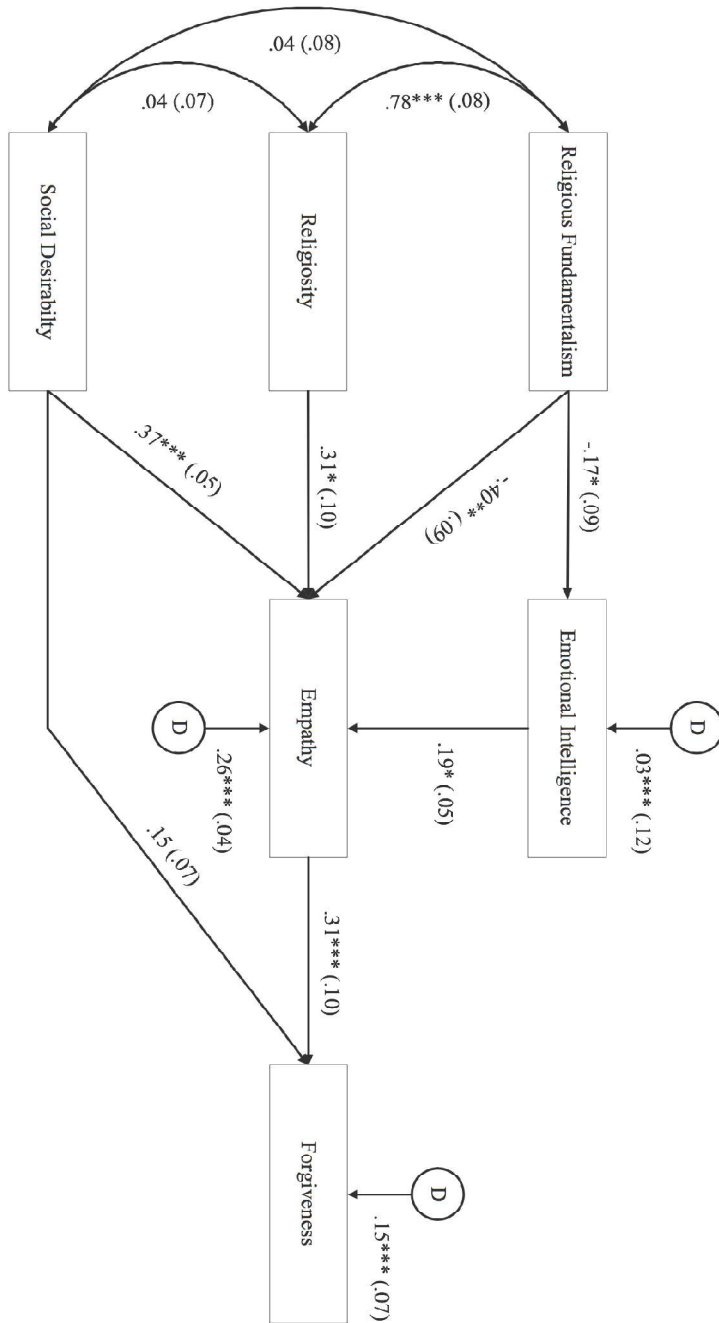 .04 (.08)
.04 (.07)
.78*** (.08)
Religious Fundamentalism
Religiosity
Social Desirabilty
-.17* (.09)
-.40** (.09)
.31* (.10)
.37*** (.05)
D
.03*** (.12)
Emotional Intelligence
.19* (.05)
Empathy
D
.26*** (.04)
.15 (.07)
.31*** (.10)
D
.15*** (.07)
Forgiveness